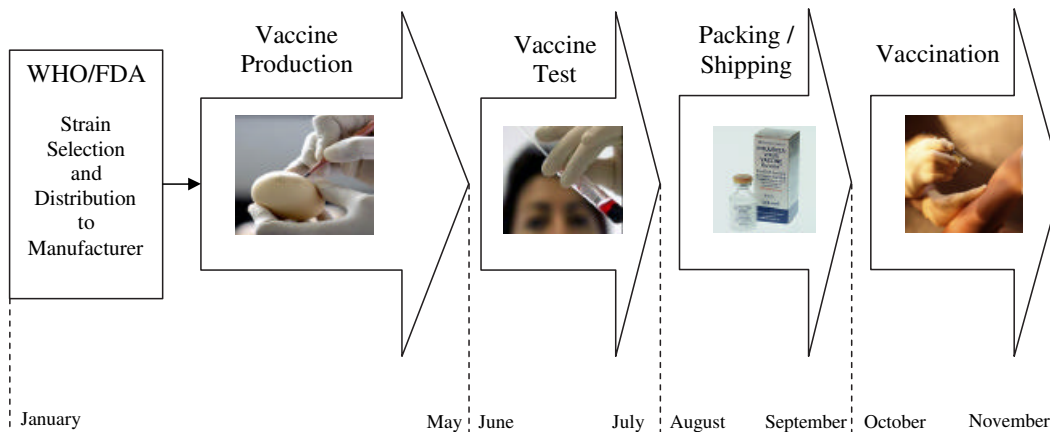 WHO/FDA
Strain
Selection
and
Distribution
to
Manufacturer
Vaccine
Production
Vaccine
Test
Packing /
Shipping
Vaccination
VACCINE
January
May
June
July
August
September
October
November